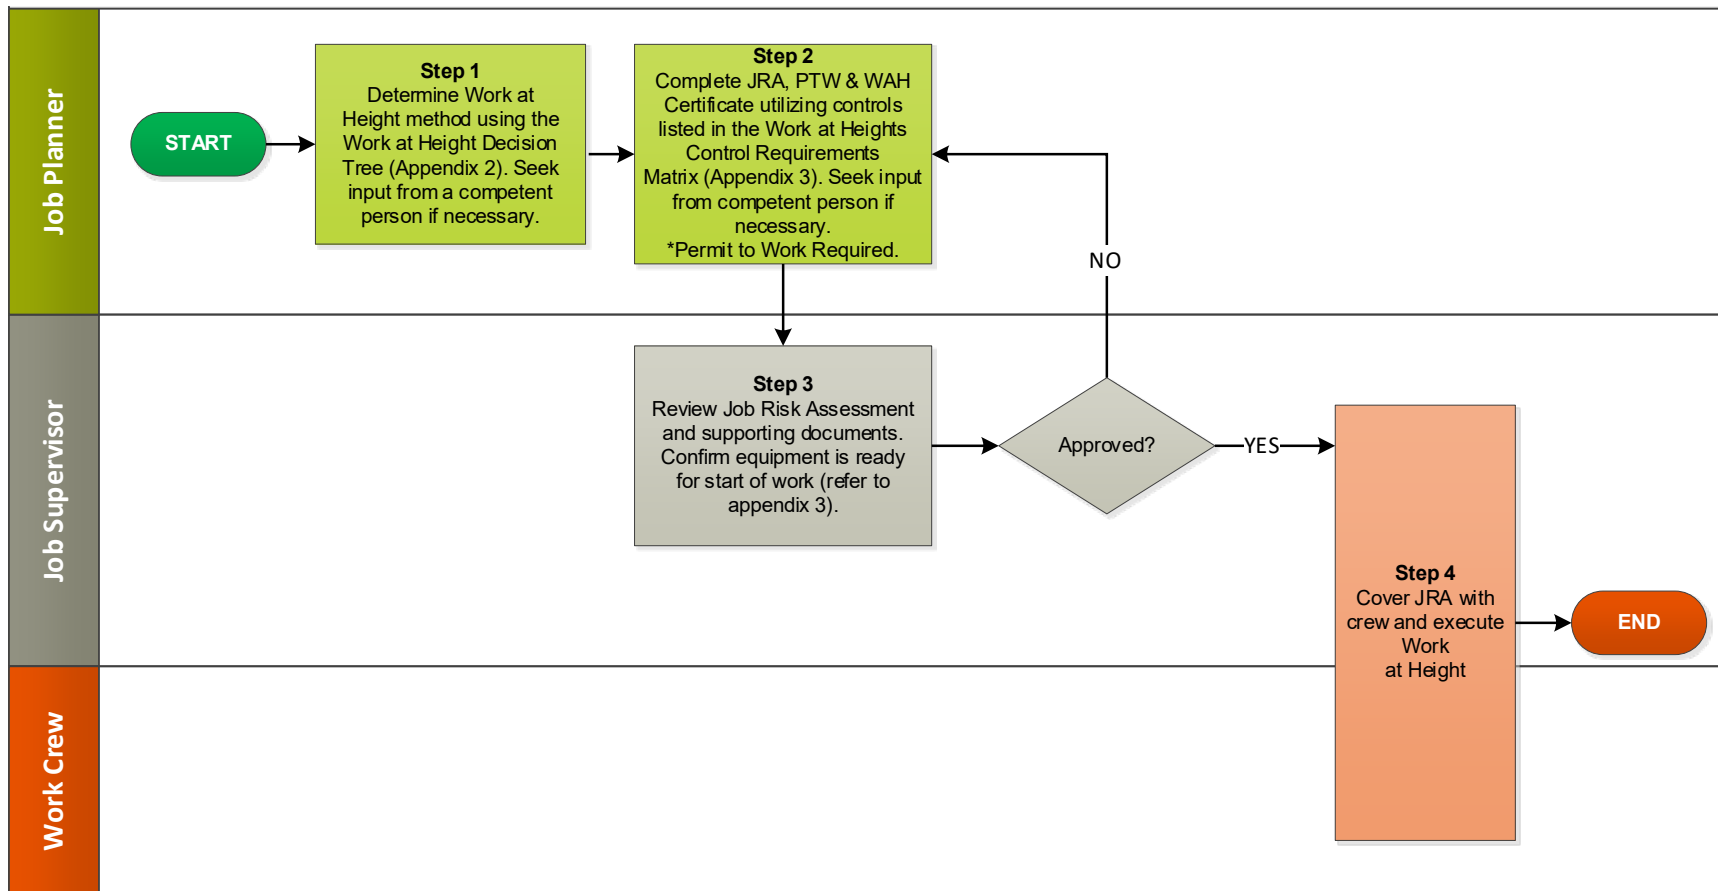 Job Planner
START
Step 1
Determine Work at
Height method using the
Work at Height Decision
Tree (Appendix 2). Seek
input from a competent
person if necessary.
Step 2
Complete JRA, PTW & WAH
Certificate utilizing controls
listed in the Work at Heights
Control Requirements
Matrix (Appendix 3). Seek input
from competent person if
necessary.
*Permit to Work Required.
NO
Job Supervisor
Step 3
Review Job Risk Assessment
and supporting documents.
Confirm equipment is ready
for start of work (refer to
appendix 3).
Approved?
YES
Step 4
Cover JRA with
crew and execute
Work
at Height
END
Work Crew